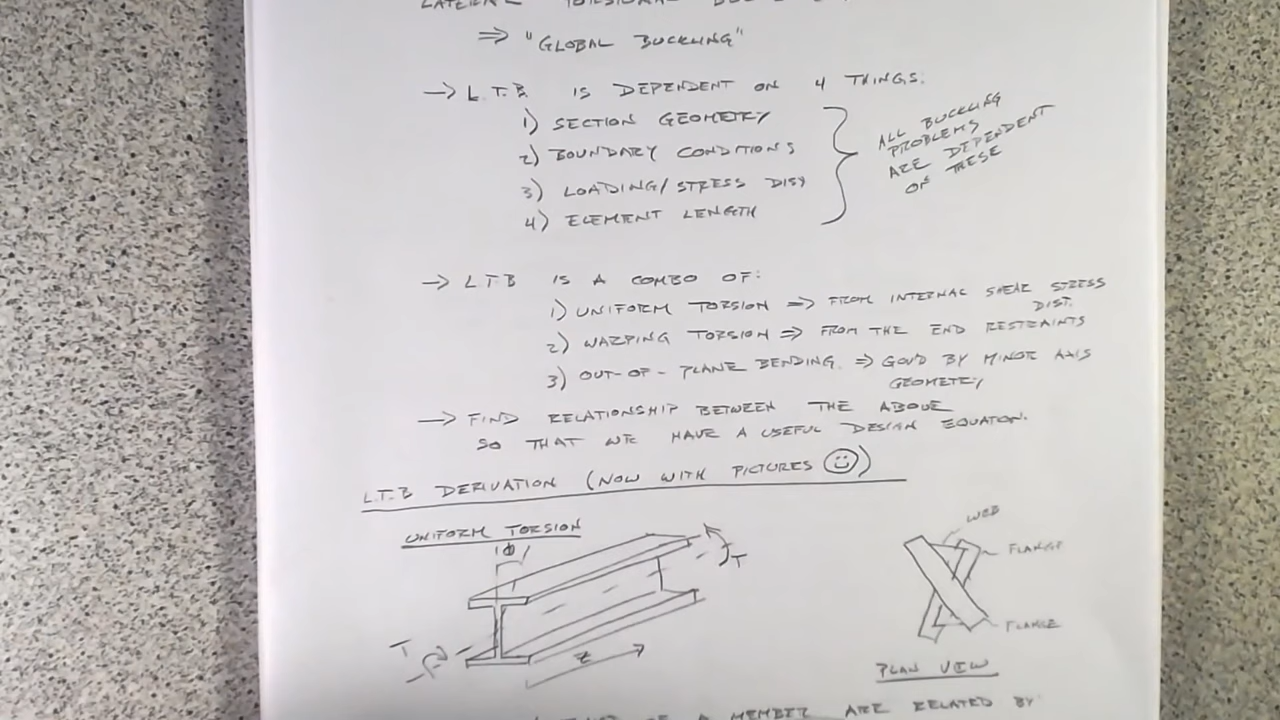 LATERAL TORSIONAL
⇒ "GLOBAL BUCKLING"
→ L.T.B. IS DEPENDENT ON 4 THINGS.
1) SECTION GEOMETRY
2) BOUNDARY CONDITIONS
3) LOADING/STRESS DIST
4) ELEMENT LENGTH
ALL BUCKLING
PROBLEMS
ARE DEPENDENT
ON THESE
→ L.T.B IS A COMBO OF:
1) UNIFORM TORSION ⇒ FROM INTERNAL SHEAR STRESS
DIST.
2) WARPING TORSION ⇒ FROM THE END RESTRAINTS
3) OUT-OF-PLANE BENDING ⇒ GOV'D BY MINOR AXIS
GEOMETRY
→ FIND RELATIONSHIP BETWEEN THE ABOVE
SO THAT WE HAVE A USEFUL DESIGN EQUATION.
L.T.B DERIVATION (NOW WITH PICTURES ☺)
UNIFORM TORSION
ϕ
T
T
z
WEB
FLANGE
FLANGE
PLAN VIEW
OF A MEMBER ARE RELATED BY: